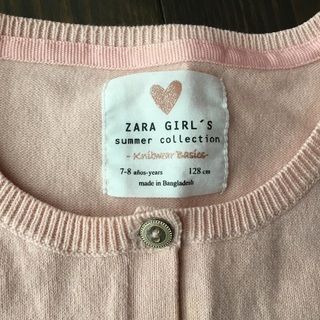 ZARA GIRL´S
summer collection
- Knitwear Basics -
7-8 años-years 128 cm
made in Bangladesh